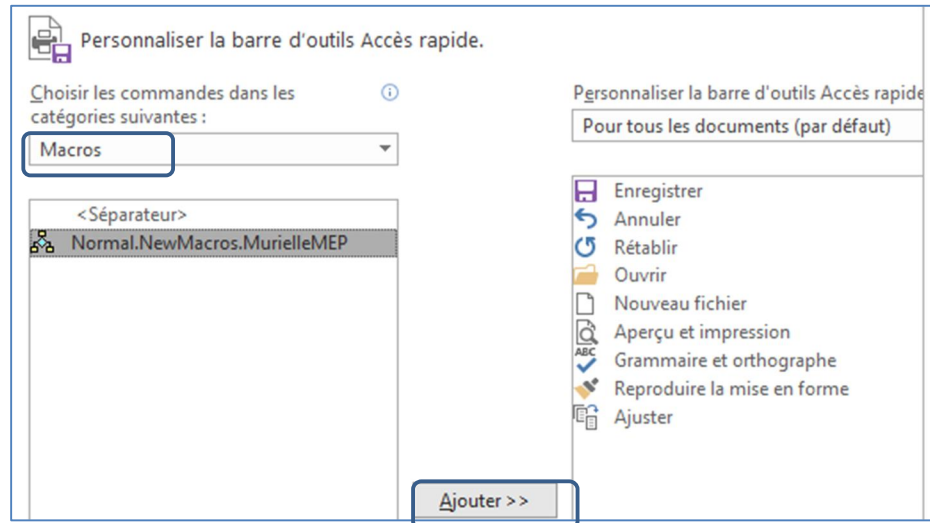 Personnaliser la barre d'outils Accès rapide.
Choisir les commandes dans les
catégories suivantes :
Macros
<Séparateur>
Normal.NewMacros.MurielleMEP
Ajouter >>
Personnaliser la barre d'outils Accès rapide
Pour tous les documents (par défaut)
Enregistrer
Annuler
Rétablir
Ouvrir
Nouveau fichier
Aperçu et impression
ABC
Grammaire et orthographe
Reproduire la mise en forme
Ajuster